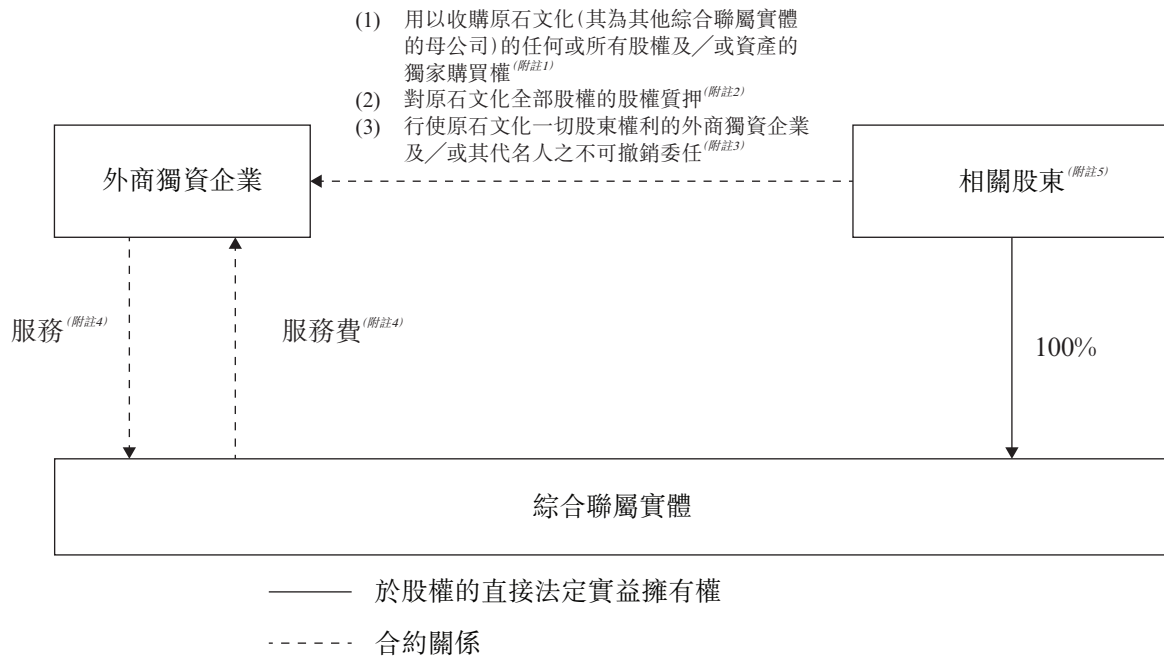 (1) 用以收購原石文化(其為其他綜合聯屬實體
的母公司)的任何或所有股權及╱或資產的
獨家購買權(附註1)
(2) 對原石文化全部股權的股權質押(附註2)
(3) 行使原石文化一切股東權利的外商獨資企業
及╱或其代名人之不可撤銷委任(附註3)
外商獨資企業
相關股東(附註5)
服務(附註4)
服務費(附註4)
100%
綜合聯屬實體
於股權的直接法定實益擁有權
合約關係